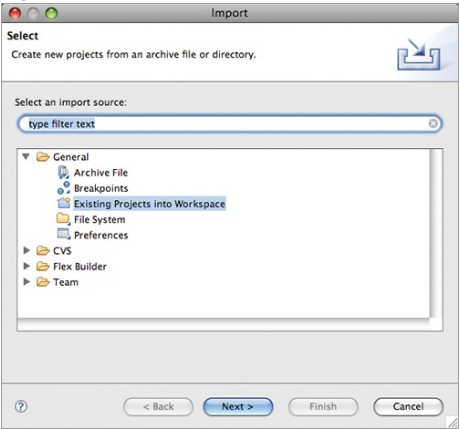 Import
Select
Create new projects from an archive file or directory.
Select an import source:
type filter text
General
Archive File
Breakpoints
Existing Projects into Workspace
File System
Preferences
CVS
Flex Builder
Team
? < Back Next > Finish Cancel